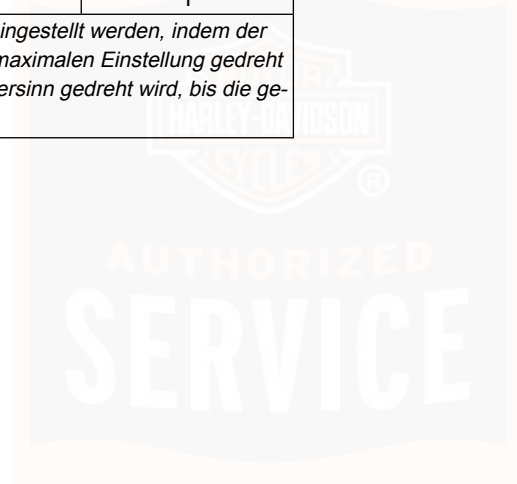 ingestellt werden, indem der
maximalen Einstellung gedreht
ersinn gedreht wird, bis die ge-
HARLEY-DAVIDSON
CYCLES
®
AUTHORIZED
SERVICE